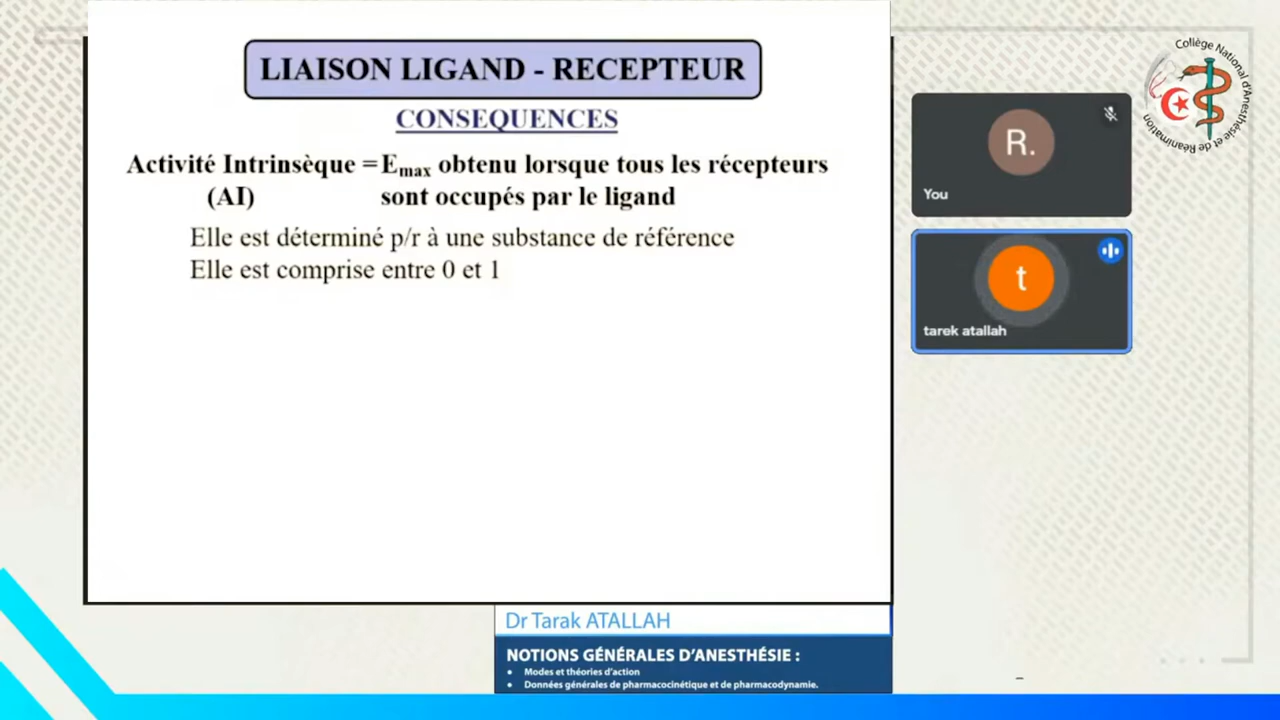 LIAISON LIGAND - RECEPTEUR
CONSEQUENCES
Activité Intrinsèque = Emax obtenu lorsque tous les récepteurs
(AI) sont occupés par le ligand
Elle est déterminé p/r à une substance de référence
Elle est comprise entre 0 et 1
R.
You
t
tarek atallah
Collège National d'Anesthésie et de Réanimation
Dr Tarak ATALLAH
NOTIONS GÉNÉRALES D'ANESTHÉSIE :
• Modes et théories d'action
• Données générales de pharmacocinétique et de pharmacodynamie.